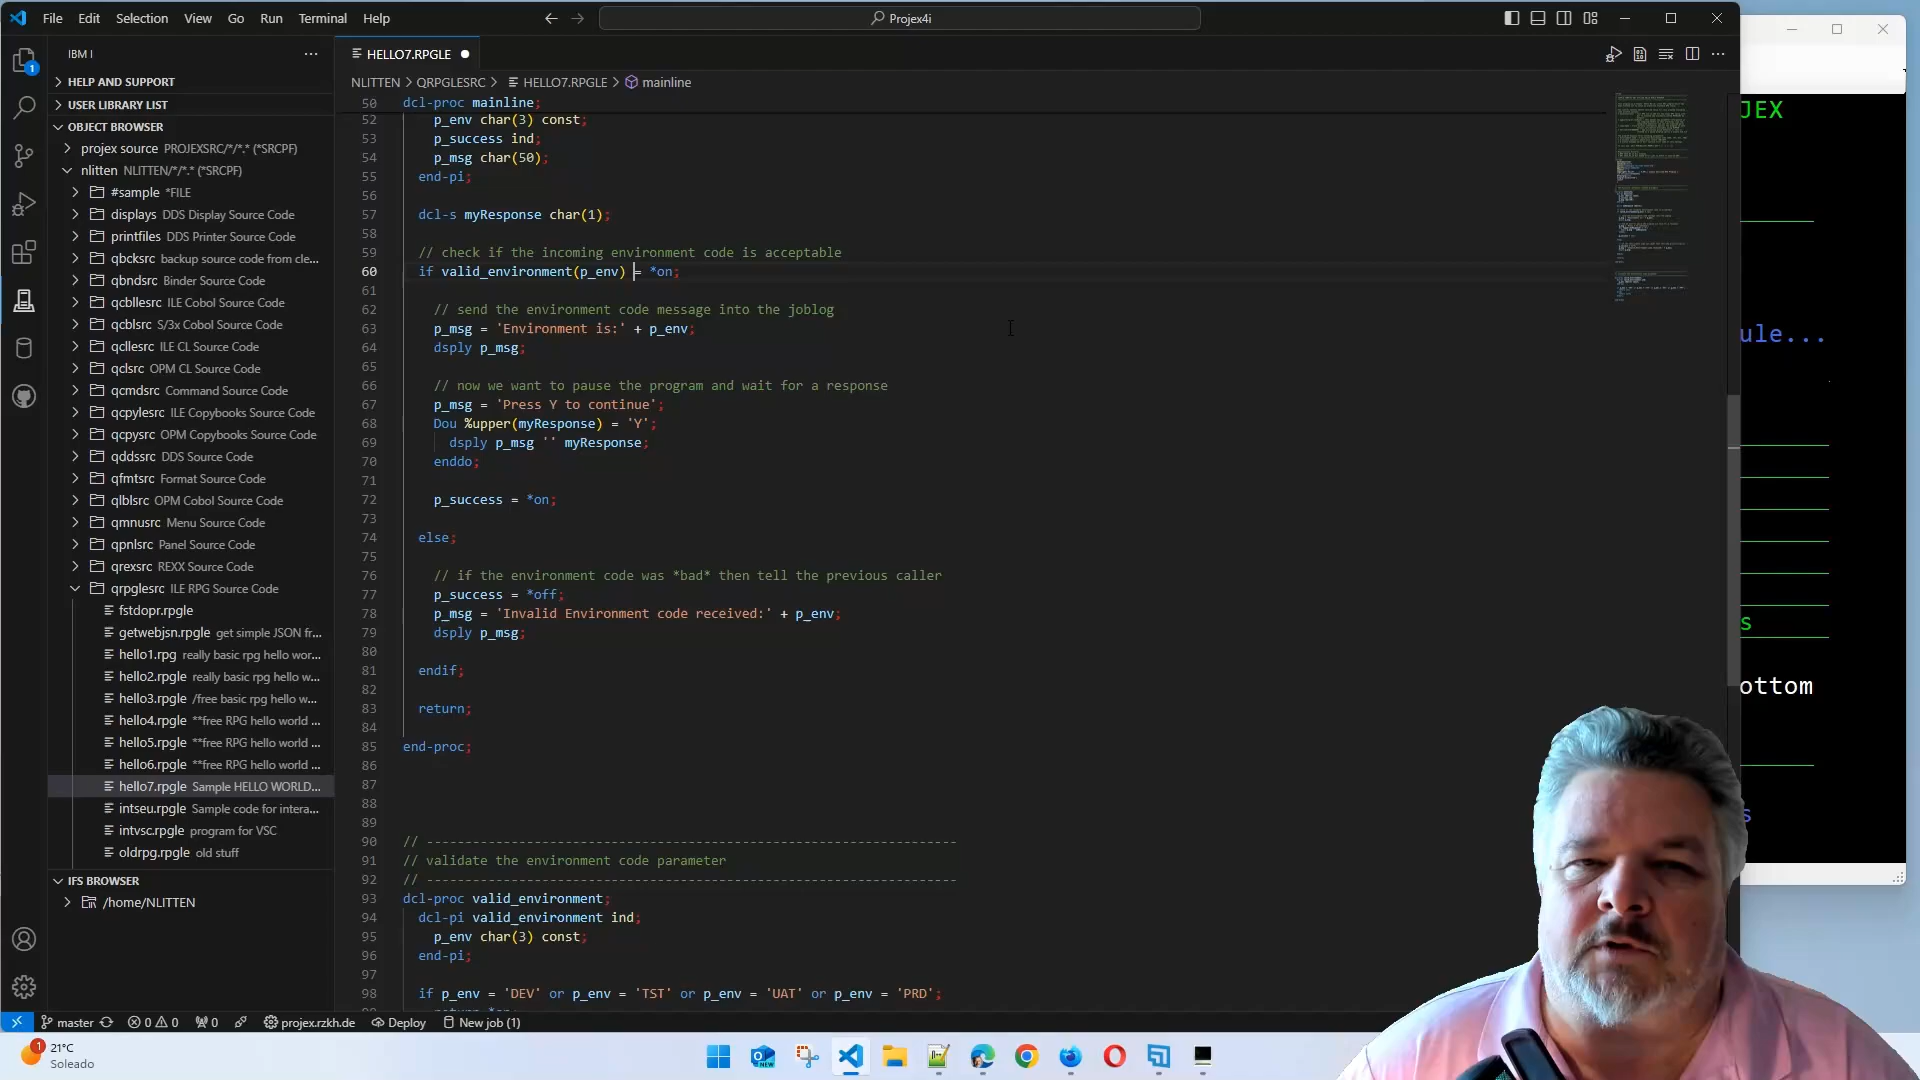 File Edit Selection View Go Run Terminal Help
Projex4i
IBM I
HELP AND SUPPORT
USER LIBRARY LIST
OBJECT BROWSER
projex source PROJEXSRC/*/*.* (*SRCPF)
nlitten NLITTEN/*/*.* (*SRCPF)
#sample *FILE
displays DDS Display Source Code
printfiles DDS Printer Source Code
qbcksrc backup source code from cle...
qbndsrc Binder Source Code
qcbllesrc ILE Cobol Source Code
qcblsrc S/3x Cobol Source Code
qcllesrc ILE CL Source Code
qclsrc OPM CL Source Code
qcmdsrc Command Source Code
qcpylesrc ILE Copybooks Source Code
qcpysrc OPM Copybooks Source Code
qddssrc DDS Source Code
qfmtsrc Format Source Code
qlblsrc OPM Cobol Source Code
qmnusrc Menu Source Code
qpnlsrc Panel Source Code
qrexsrc REXX Source Code
qrpglesrc ILE RPG Source Code
fstdopr.rpgle
getwebjsn.rpgle get simple JSON fr...
hello1.rpg really basic rpg hello wor...
hello2.rpgle really basic rpg hello w...
hello3.rpgle /free basic rpg hello w...
hello4.rpgle **free RPG hello world ...
hello5.rpgle **free RPG hello world ...
hello6.rpgle **free RPG hello world ...
hello7.rpgle Sample HELLO WORLD...
intseu.rpgle Sample code for intera...
intvsc.rpgle program for VSC
oldrpg.rpgle old stuff
IFS BROWSER
/home/NLITTEN
HELLO7.RPGLE
NLITTEN > QRPGLESRC > HELLO7.RPGLE > mainline
50 dcl-proc mainline;
52 p_env char(3) const;
53 p_success ind;
54 p_msg char(50);
55 end-pi;
56
57 dcl-s myResponse char(1);
58
59 // check if the incoming environment code is acceptable
60 if valid_environment(p_env) = *on;
61
62 // send the environment code message into the joblog
63 p_msg = 'Environment is:' + p_env;
64 dsply p_msg;
65
66 // now we want to pause the program and wait for a response
67 p_msg = 'Press Y to continue';
68 Dou %upper(myResponse) = 'Y';
69 dsply p_msg '' myResponse;
70 enddo;
71
72 p_success = *on;
73
74 else;
75
76 // if the environment code was *bad* then tell the previous caller
77 p_success = *off;
78 p_msg = 'Invalid Environment code received:' + p_env;
79 dsply p_msg;
80
81 endif;
82
83 return;
84
85 end-proc;
86
87
88
89
90 // ---------------------------------------------------------------------
91 // validate the environment code parameter
92 // ---------------------------------------------------------------------
93 dcl-proc valid_environment;
94 dcl-pi valid_environment ind;
95 p_env char(3) const;
96 end-pi;
97
98 if p_env = 'DEV' or p_env = 'TST' or p_env = 'UAT' or p_env = 'PRD';
JEX
ule...
s
ottom
s
master 0 0 0 projex.rzkh.de Deploy New job (1)
1
21°C
Soleado